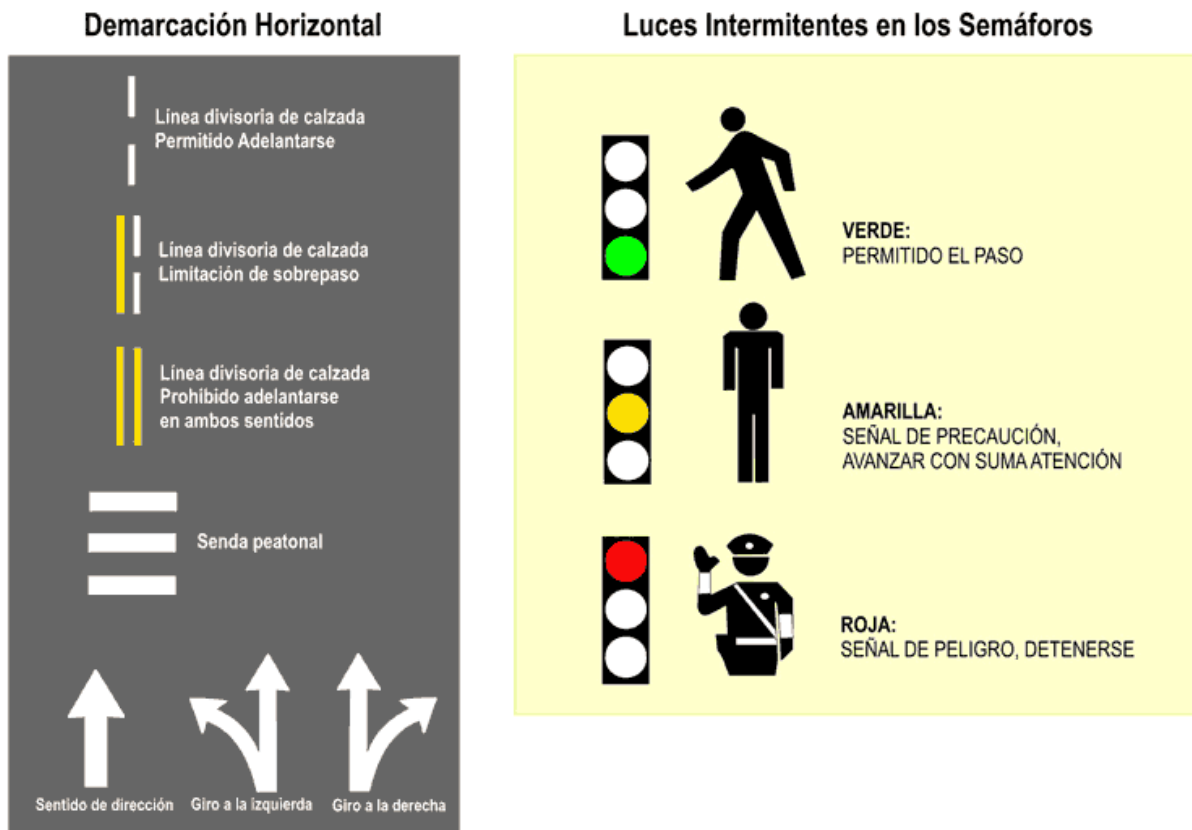 Demarcación Horizontal
Línea divisoria de calzada
Permitido Adelantarse
Línea divisoria de calzada
Limitación de sobrepaso
Línea divisoria de calzada
Prohibido adelantarse
en ambos sentidos
Senda peatonal
Sentido de dirección
Giro a la izquierda
Giro a la derecha
Luces Intermitentes en los Semáforos
VERDE:
PERMITIDO EL PASO
AMARILLA:
SEÑAL DE PRECAUCIÓN,
AVANZAR CON SUMA ATENCIÓN
ROJA:
SEÑAL DE PELIGRO, DETENERSE